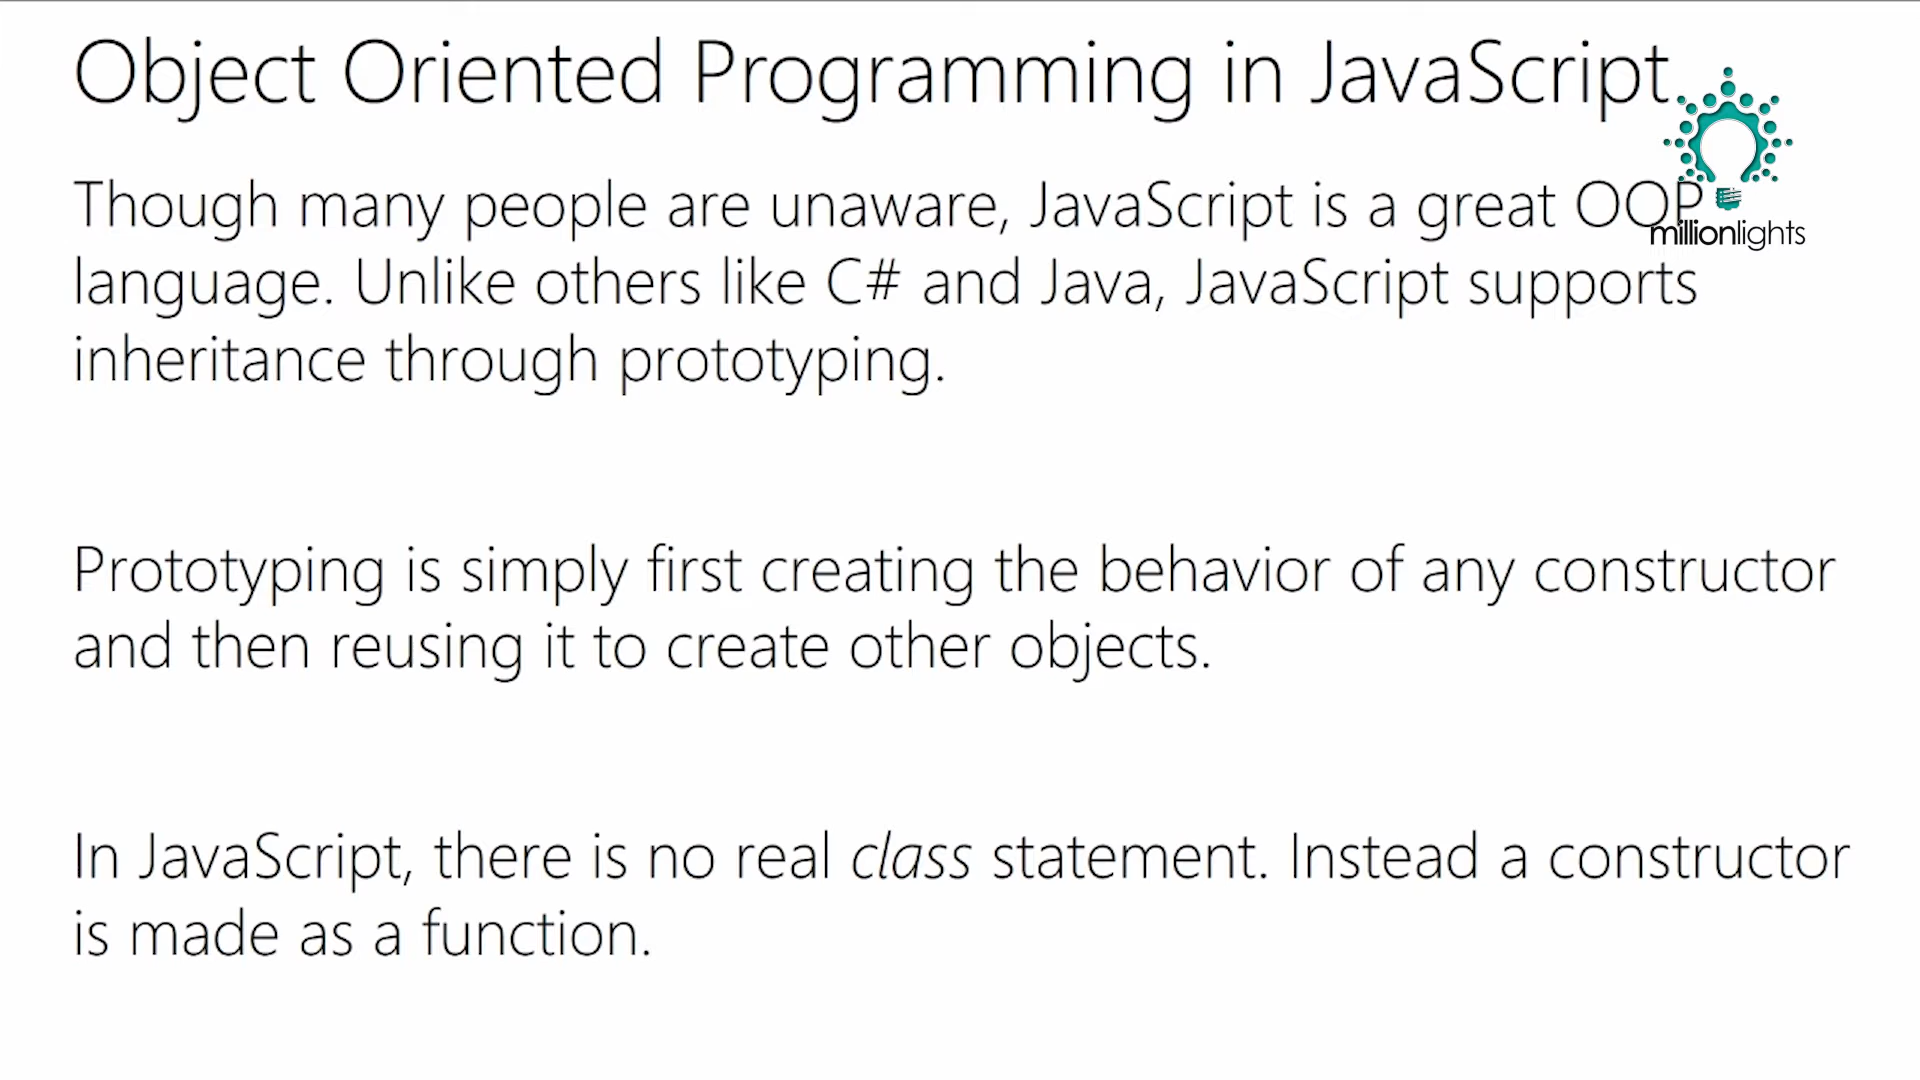 Object Oriented Programming in JavaScript
Though many people are unaware, JavaScript is a great OOP
millionlights
language. Unlike others like C# and Java, JavaScript supports
inheritance through prototyping.
Prototyping is simply first creating the behavior of any constructor
and then reusing it to create other objects.
In JavaScript, there is no real class statement. Instead a constructor
is made as a function.